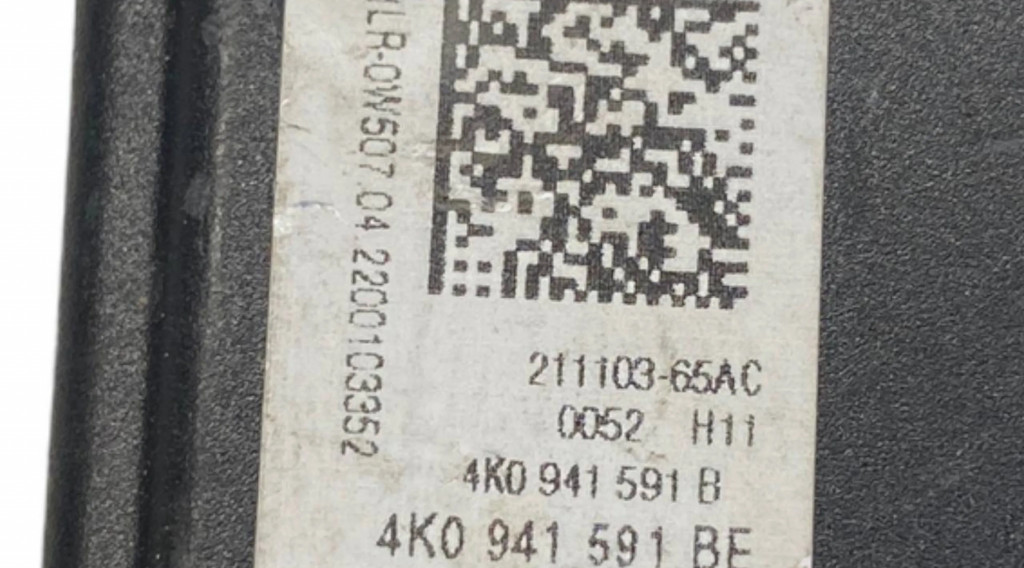 LR-0W507.04.2200103352
211103-65AC
0052 H11
4K0 941 591 B
4K0 941 591 BE